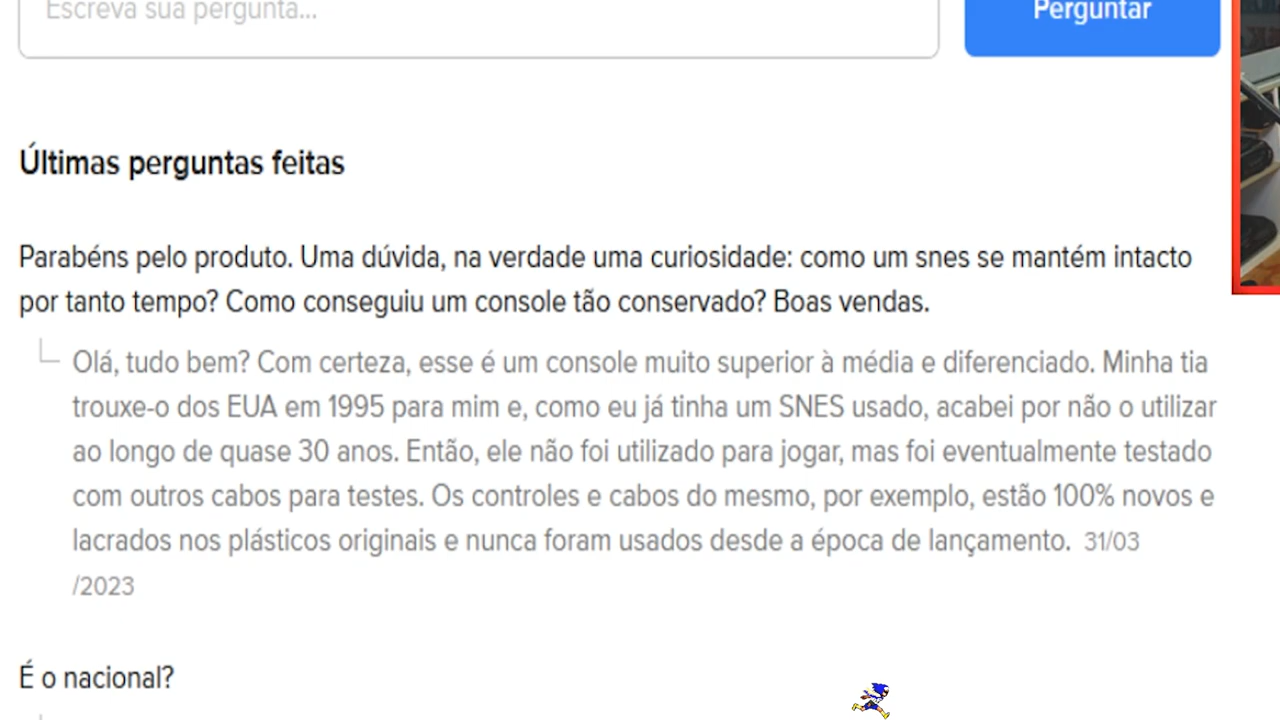 Escreva sua pergunta...
Perguntar
Últimas perguntas feitas
Parabéns pelo produto. Uma dúvida, na verdade uma curiosidade: como um snes se mantém intacto
por tanto tempo? Como conseguiu um console tão conservado? Boas vendas.
Olá, tudo bem? Com certeza, esse é um console muito superior à média e diferenciado. Minha tia
trouxe-o dos EUA em 1995 para mim e, como eu já tinha um SNES usado, acabei por não o utilizar
ao longo de quase 30 anos. Então, ele não foi utilizado para jogar, mas foi eventualmente testado
com outros cabos para testes. Os controles e cabos do mesmo, por exemplo, estão 100% novos e
lacrados nos plásticos originais e nunca foram usados desde a época de lançamento. 31/03
/2023
É o nacional?